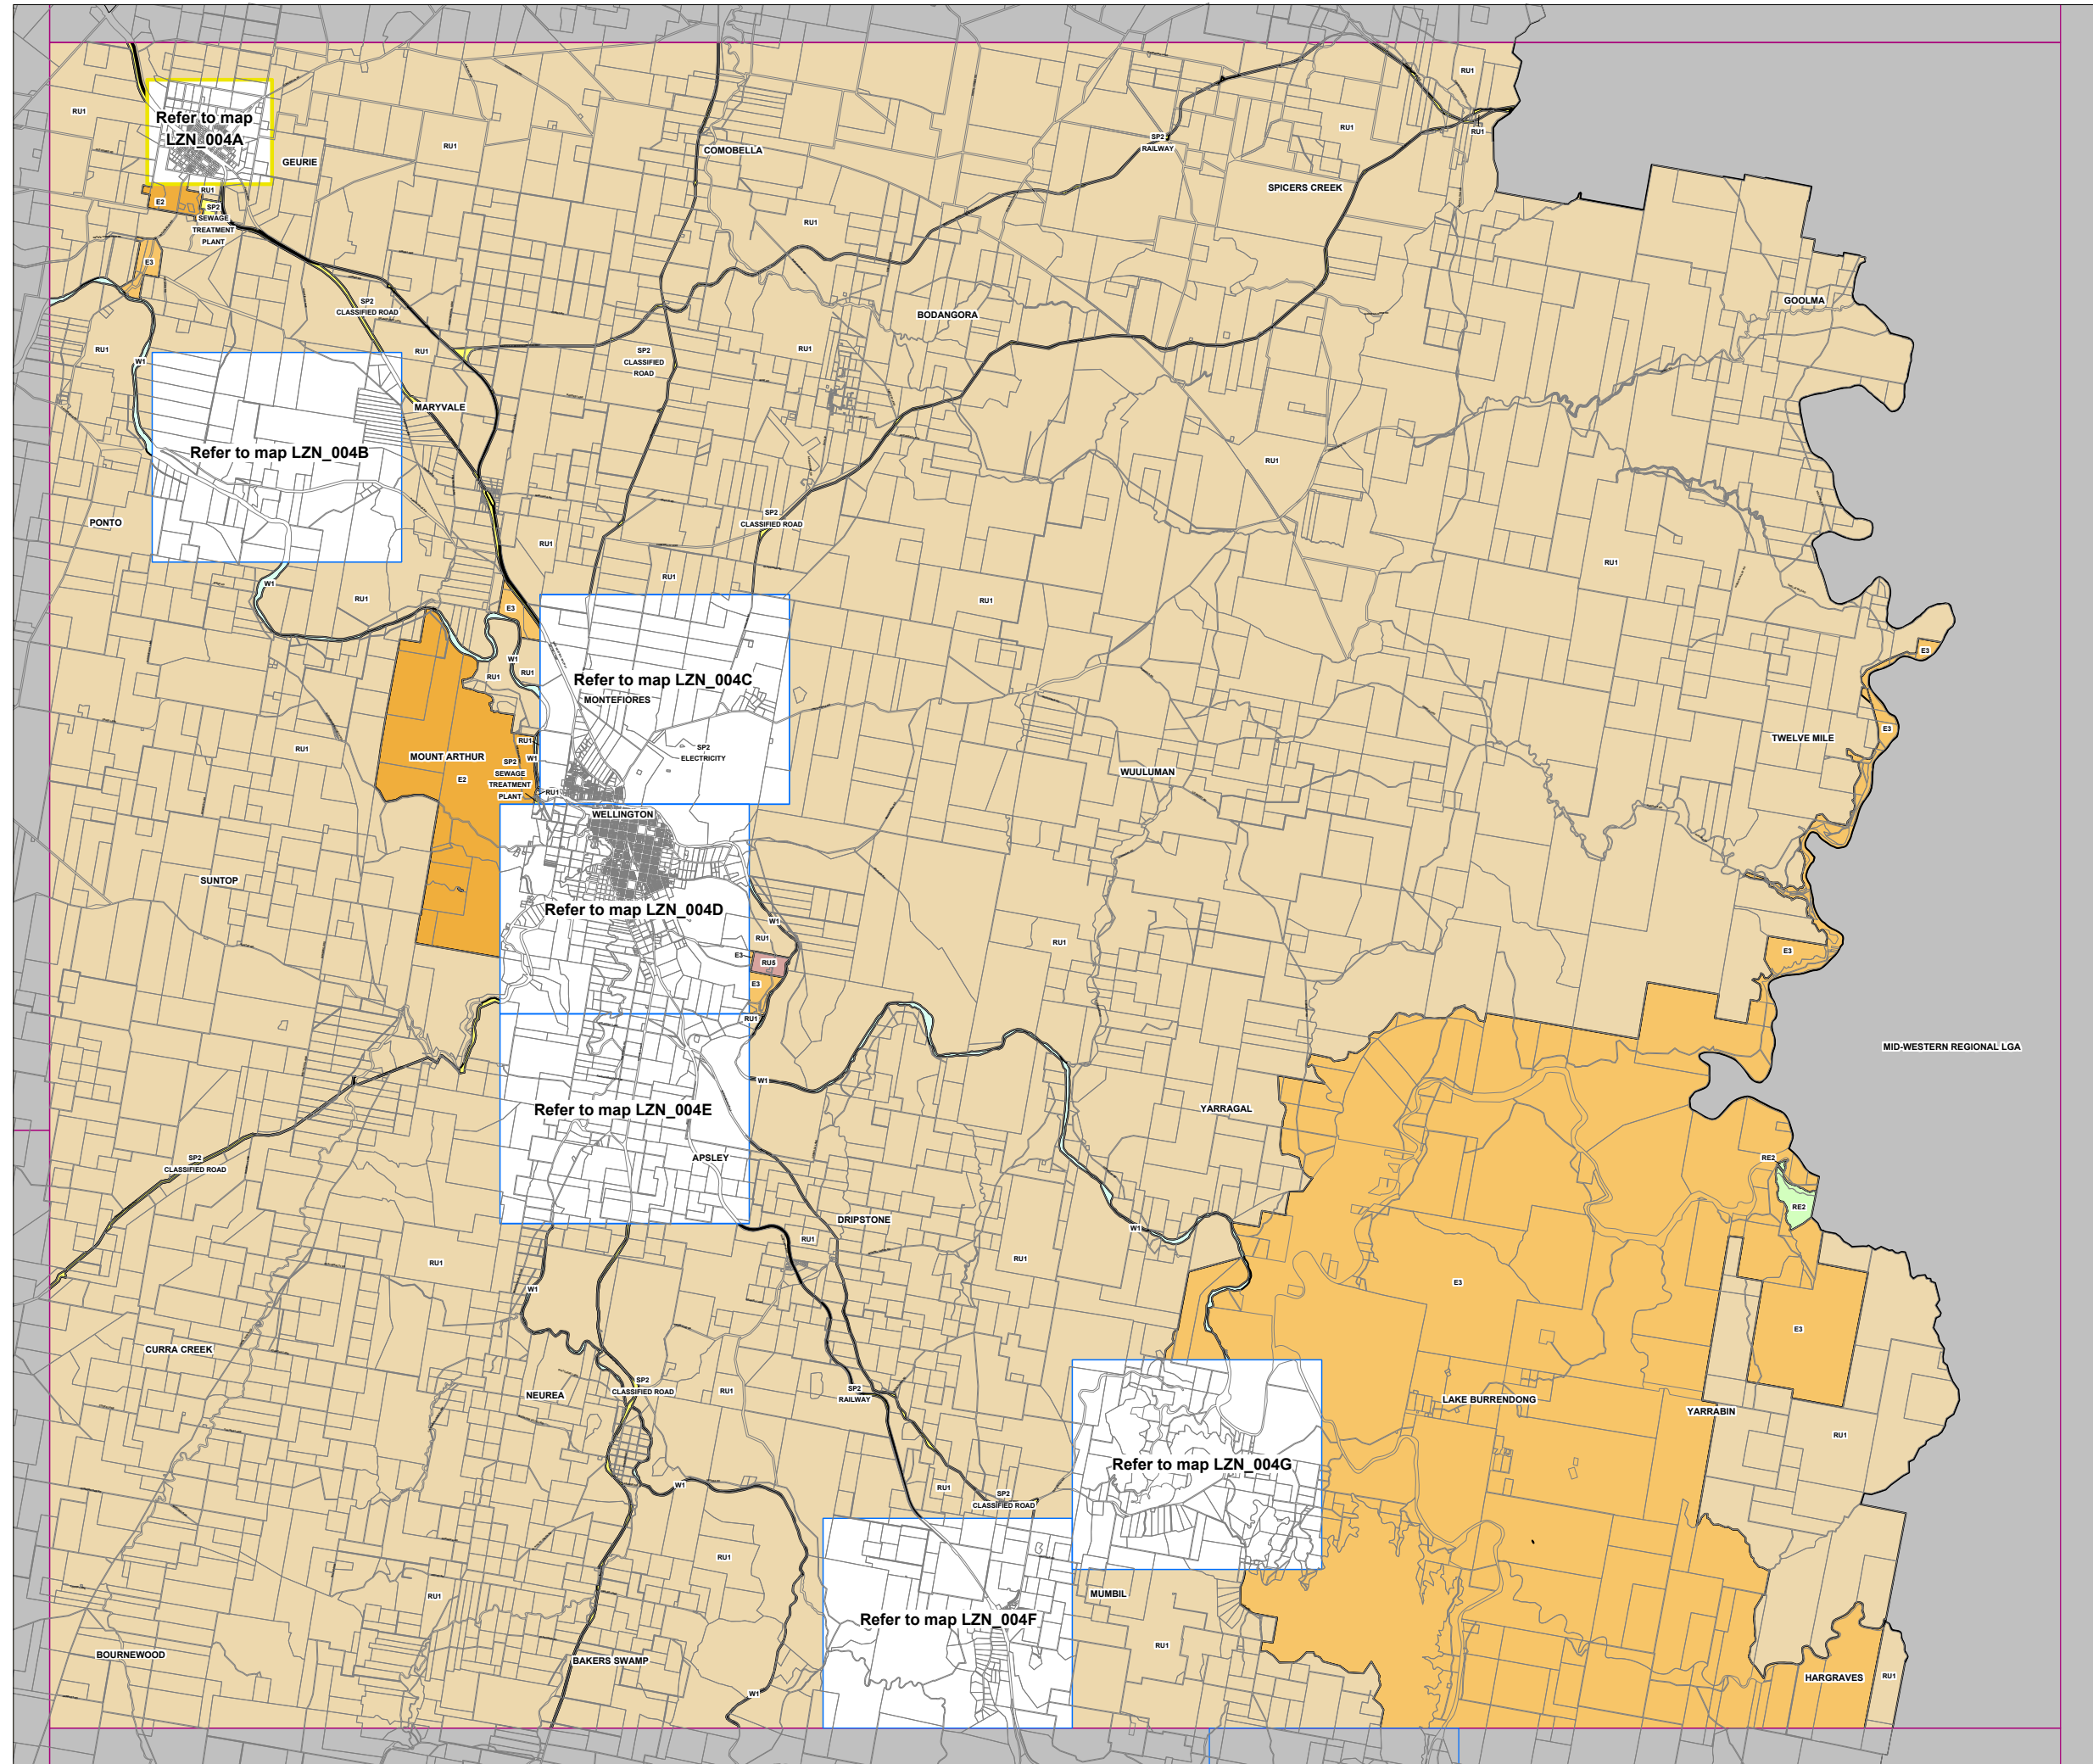 RU1
RU1
Refer to map
LZN_004A
RU1
RU1
RU1
COMOBELLA
SP2
RAILWAY
GEURIE
SPICERS CREEK
RU1
E2
SP2
SEWAGE
TREATMENT
PLANT
RU1
E3
SP2
CLASSIFIED ROAD
GOOLMA
BODANGORA
RU1
W1
RU1
SP2
CLASSIFIED
ROAD
RU1
MARYVALE
Refer to map LZN_004B
RU1
PONTO
SP2
CLASSIFIED ROAD
RU1
RU1
RU1
W1
RU1
RU1
E3
E3
W1
RU1
RU1
Refer to map LZN_004C
MONTEFIORES
E3
TWELVE MILE
RU1
RU1
MOUNT ARTHUR
SP2
ELECTRICITY
W1
SP2
SEWAGE
TREATMENT
PLANT
E2
WUULUMAN
RU1
WELLINGTON
SUNTOP
Refer to map LZN_004D
W1
RU1
RU1
E3
E3
RU5
E3
RU1
MID-WESTERN REGIONAL LGA
W1
Refer to map LZN_004E
YARRAGAL
APSLEY
SP2
CLASSIFIED ROAD
RE2
RE2
DRIPSTONE
W1
RU1
RU1
RU1
E3
W1
E3
CURRA CREEK
SP2
CLASSIFIED ROAD
NEUREA
RU1
SP2
RAILWAY
LAKE BURRENDONG
YARRABIN
RU1
Refer to map LZN_004G
W1
RU1
SP2
CLASSIFIED ROAD
RU1
RU1
MUMBIL
Refer to map LZN_004F
RU1
BOURNEWOOD
BAKERS SWAMP
HARGRAVES
RU1
W1